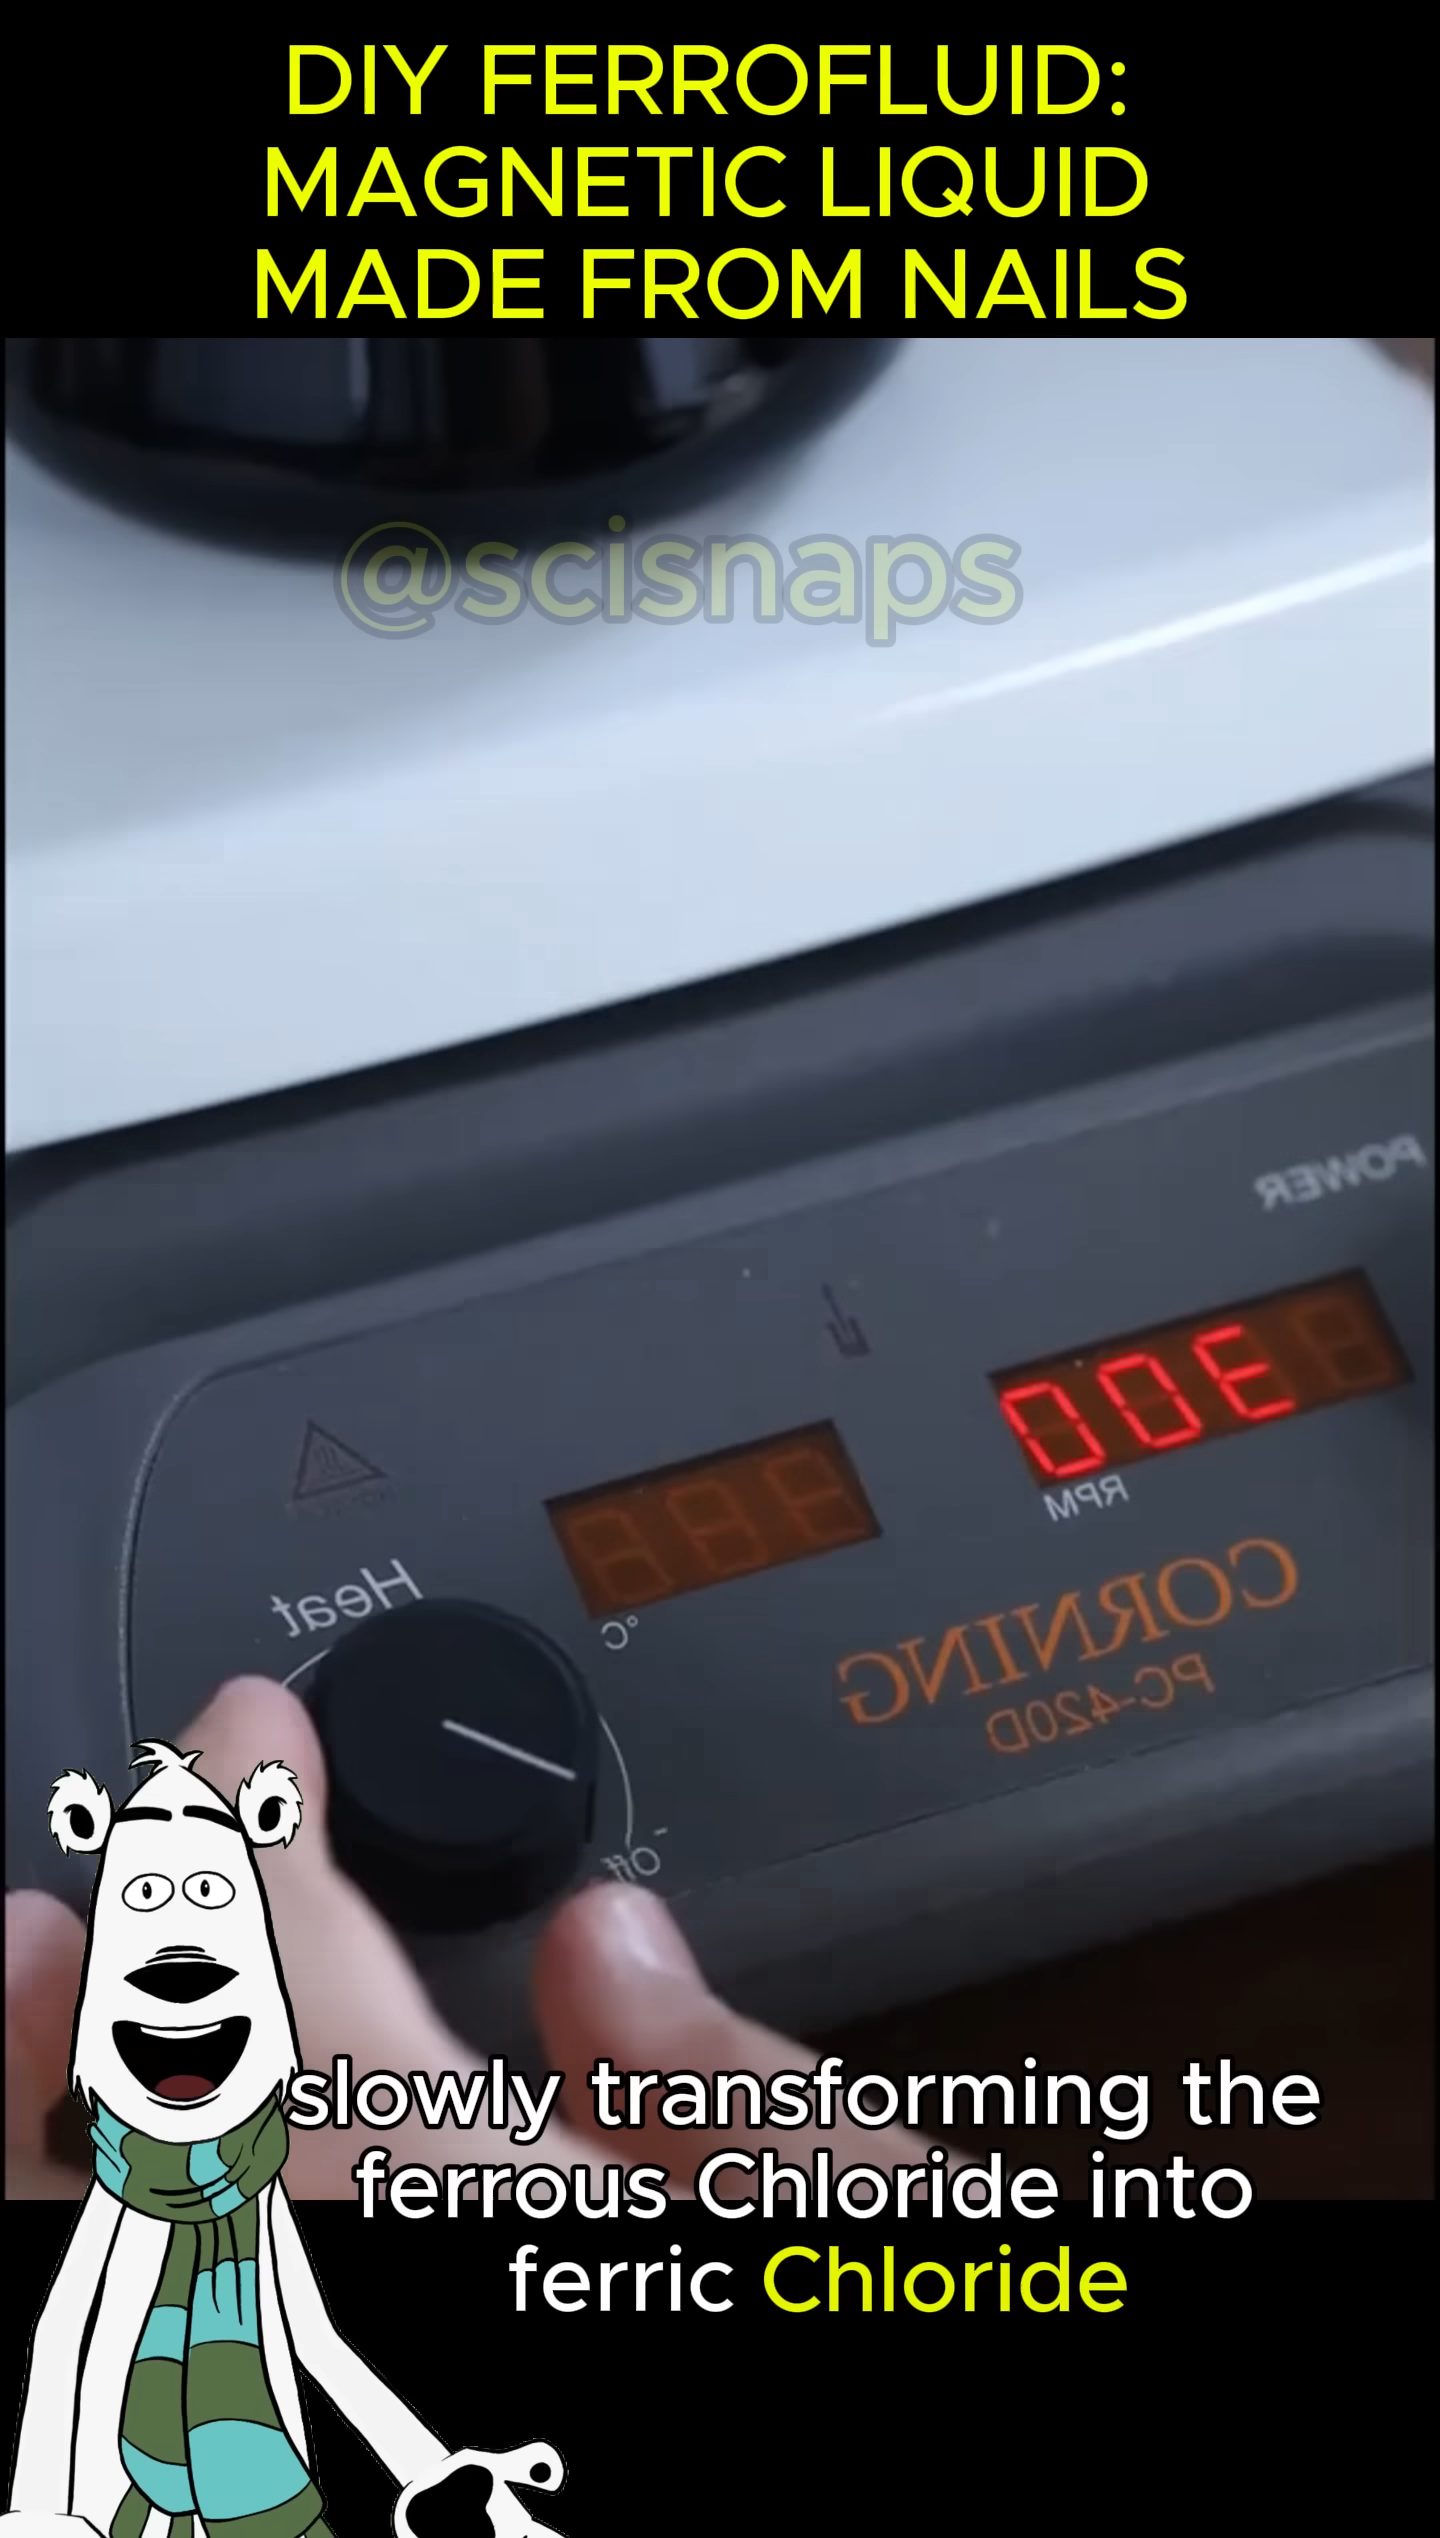 DIY FERROFLUID:
MAGNETIC LIQUID
MADE FROM NAILS
@scisnaps
POWER
300
RPM
°C
Heat
CORNING
PC-420D
Off
slowly transforming the
ferrous Chloride into
ferric Chloride